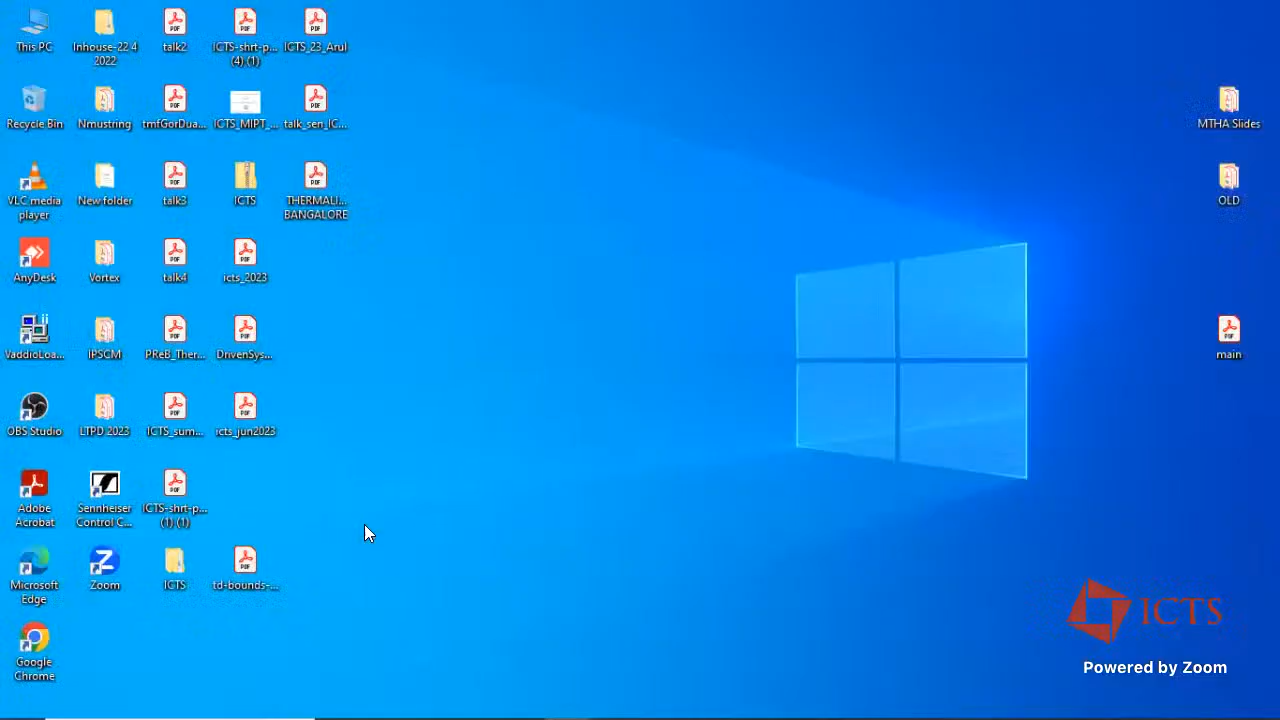 This PC
Inhouse-22 4
2022
talk2
ICTS-shrt-p...
(4) (1)
ICTS_23_Arul
Recycle Bin
Nmustring
tmfGorDua...
ICTS_MIPT_...
talk_sen_IC...
VLC media
player
New folder
talk3
ICTS
THERMALI...
BANGALORE
AnyDesk
Vortex
talk4
icts_2023
VaddioLoa...
IPSCM
PReB_Ther...
DrivenSys...
OBS Studio
LTPD 2023
ICTS_sum...
icts_jun2023
Adobe
Acrobat
Sennheiser
Control C...
ICTS-shrt-p...
(1) (1)
Microsoft
Edge
Zoom
ICTS
td-bounds-...
Google
Chrome
MTHA Slides
OLD
main
ICTS
Powered by Zoom